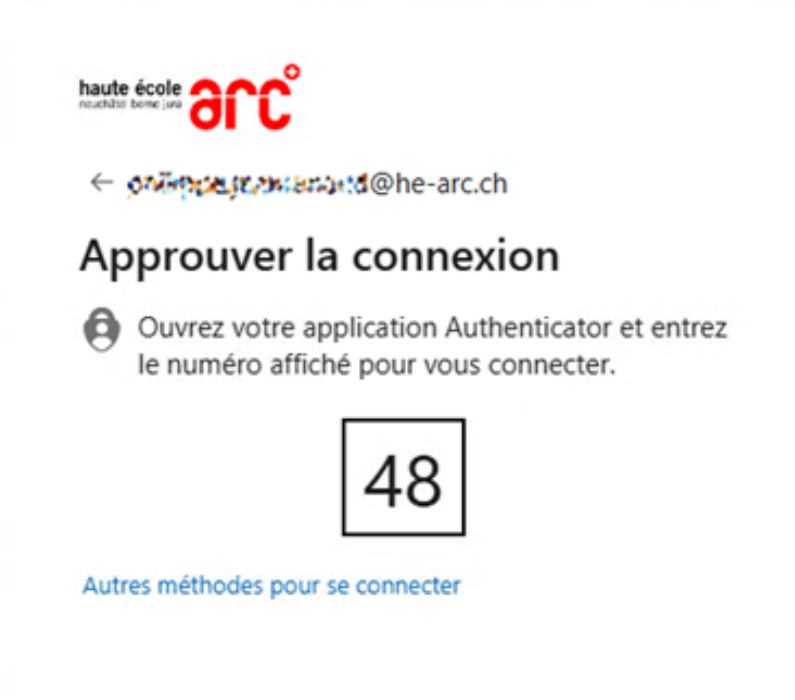 haute école
neuchâtel berne jura
arc
@he-arc.ch
Approuver la connexion
Ouvrez votre application Authenticator et entrez
le numéro affiché pour vous connecter.
48
Autres méthodes pour se connecter